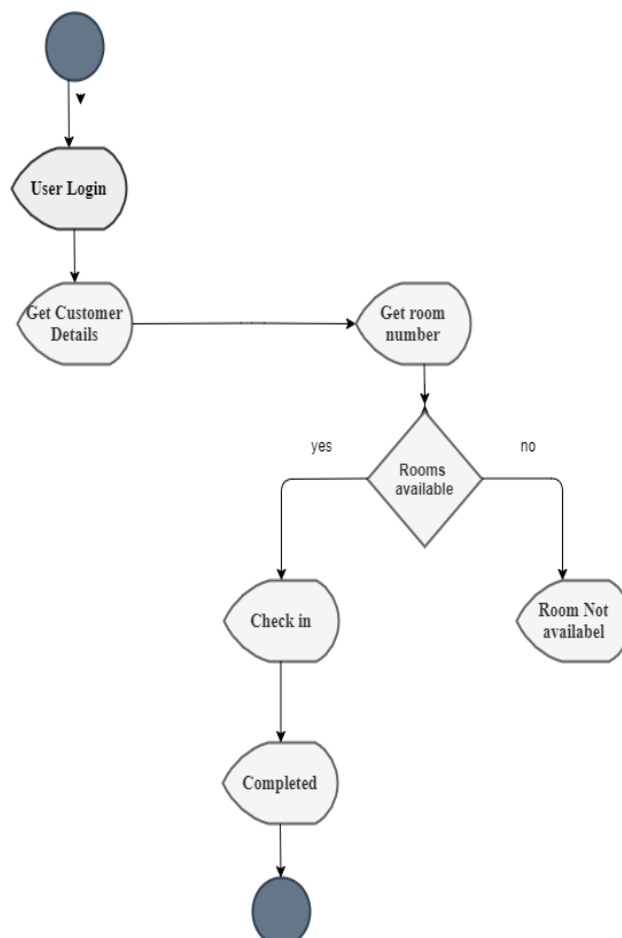 User Login
Get Customer
Details
Get room
number
yes
no
Rooms
available
Check in
Room Not
availabel
Completed